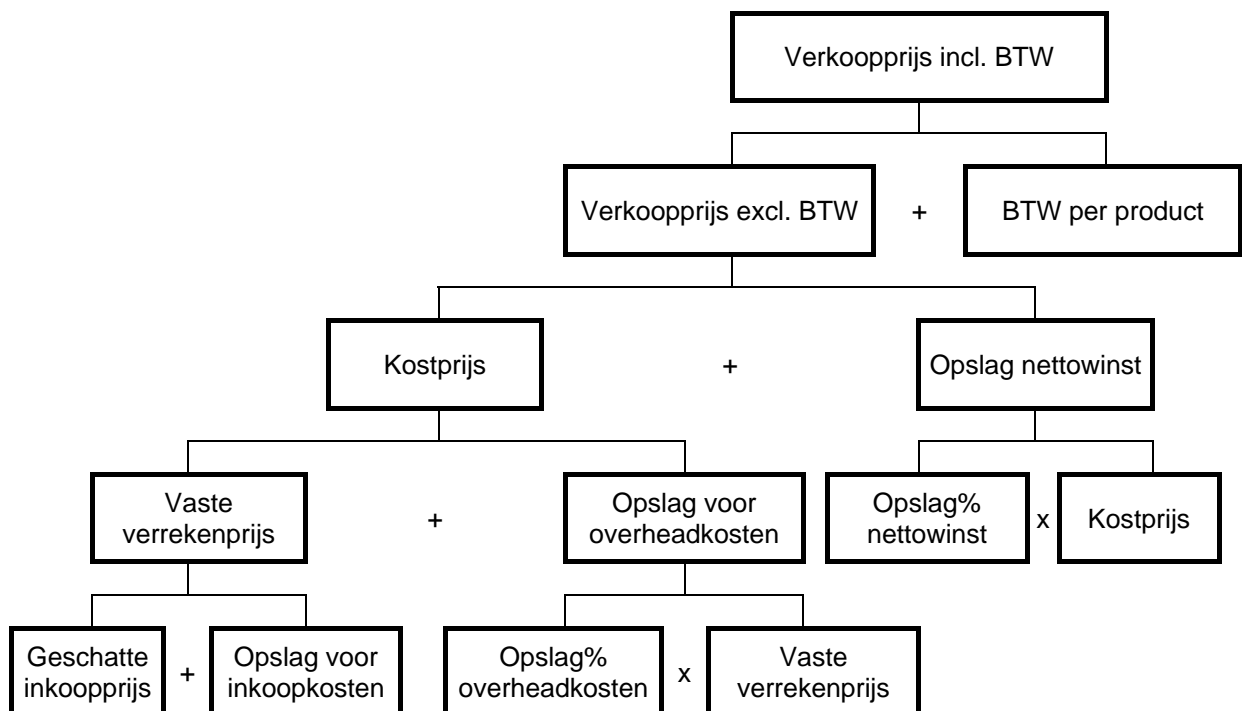 Verkoopprijs incl. BTW
Verkoopprijs excl. BTW + BTW per product
Kostprijs + Opslag nettowinst
Vaste
verrekenprijs
+
Opslag voor
overheadkosten
Opslag%
nettowinst
x
Kostprijs
Geschatte
inkoopprijs
+
Opslag voor
inkoopkosten
Opslag%
overheadkosten
x
Vaste
verrekenprijs